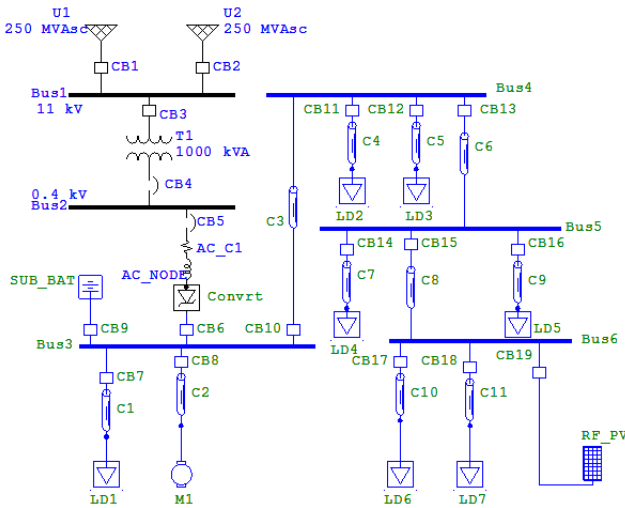 U1
U2
250 MVAsc
250 MVAsc
CB1
CB2
Bus1
11 kV
CB3
T1
1000 kVA
CB4
0.4 kV
Bus2
CB5
AC_C1
AC_NODE
Convrt
SUB_BAT
CB9
CB6
CB10
Bus3
CB7
CB8
C1
C2
LD1
M1
C3
Bus4
CB11
CB12
CB13
C4
C5
C6
LD2
LD3
Bus5
CB14
CB15
CB16
C7
C8
C9
LD4
LD5
Bus6
CB17
CB18
CB19
C10
C11
RF_PV
LD6
LD7